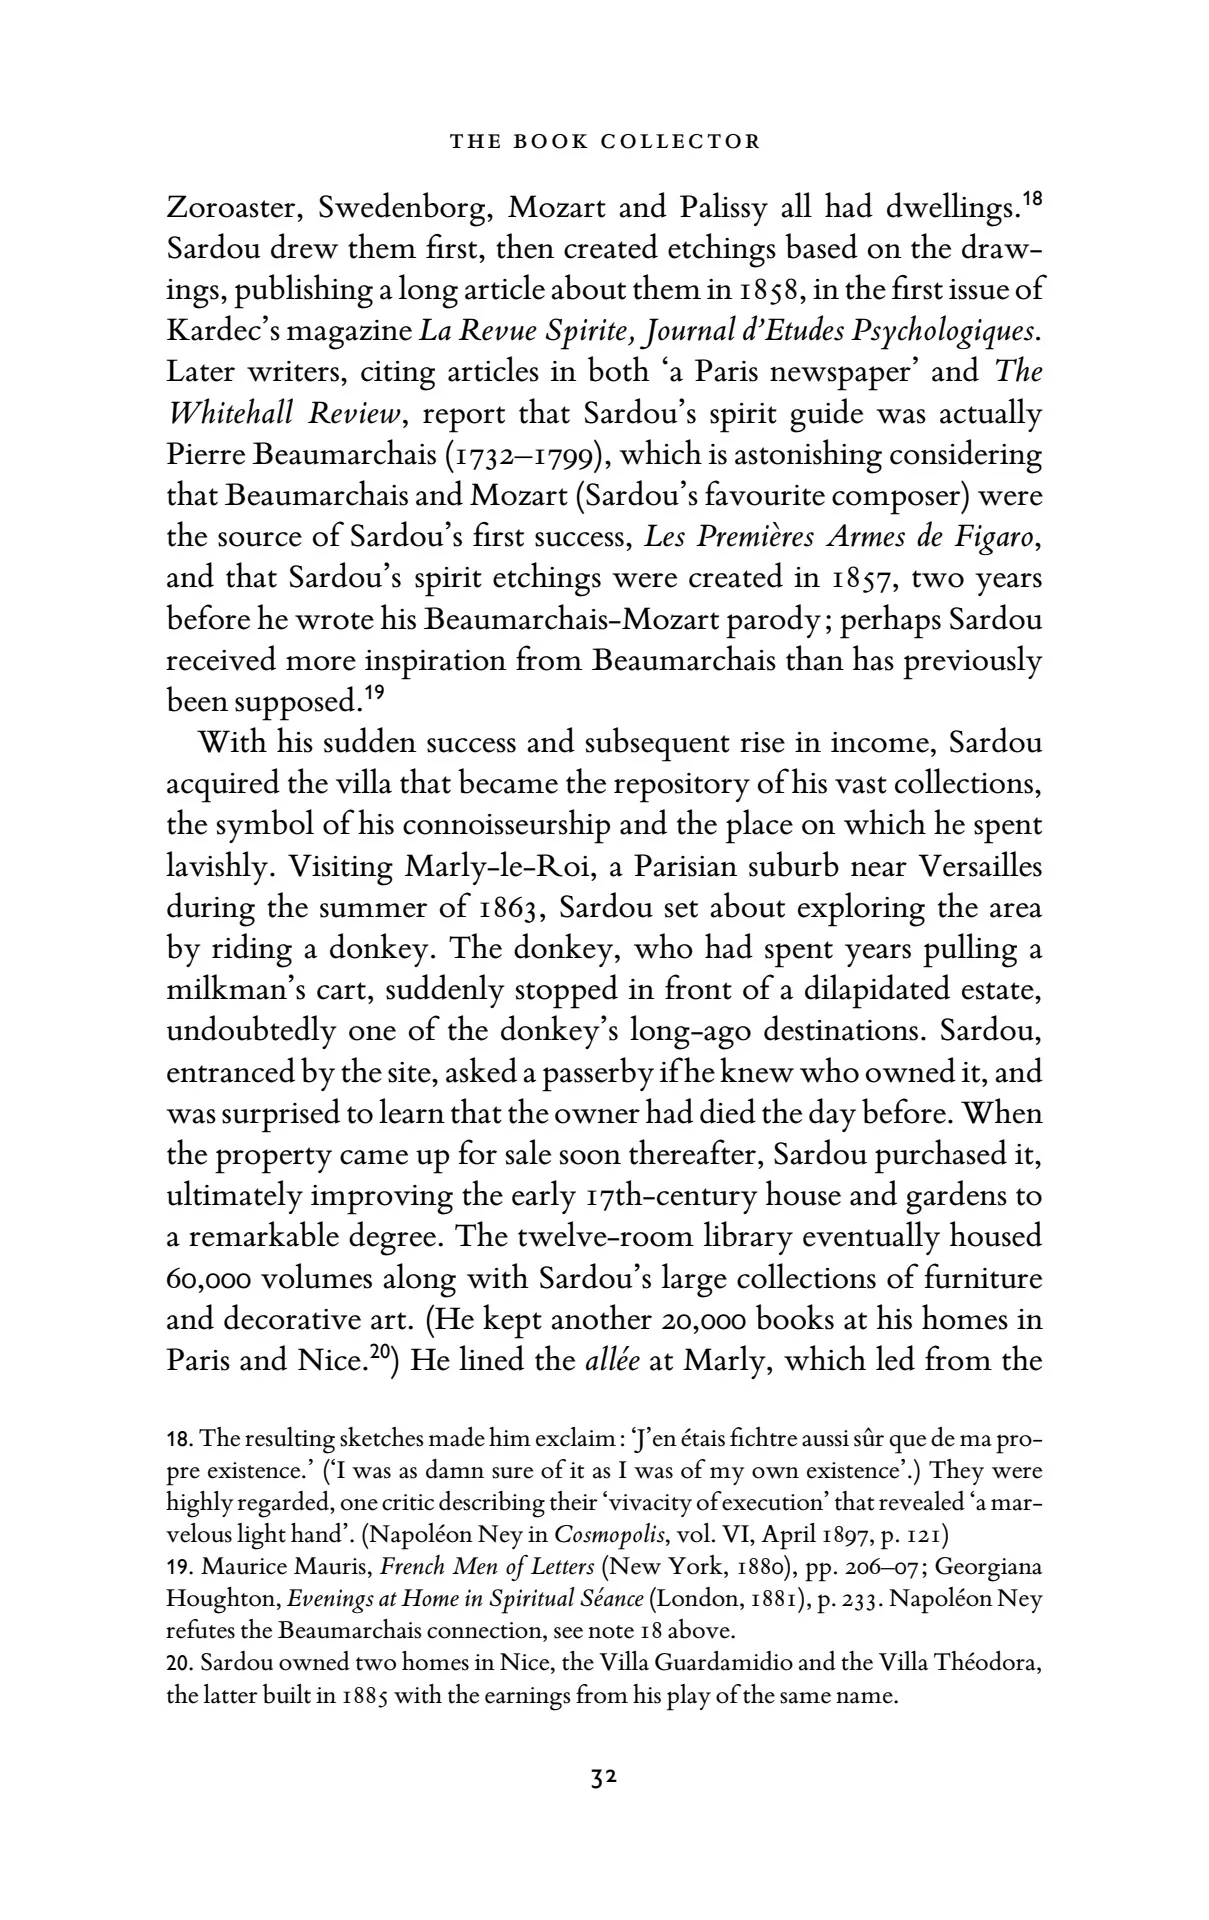 THE BOOK COLLECTOR
Zoroaster, Swedenborg, Mozart and Palissy all had dwellings.18
Sardou drew them first, then created etchings based on the draw-
ings, publishing a long article about them in 1858, in the first issue of
Kardec’s magazine La Revue Spirite, Journal d’Etudes Psychologiques.
Later writers, citing articles in both ‘a Paris newspaper’ and The
Whitehall Review, report that Sardou’s spirit guide was actually
Pierre Beaumarchais (1732–1799), which is astonishing considering
that Beaumarchais and Mozart (Sardou’s favourite composer) were
the source of Sardou’s first success, Les Premières Armes de Figaro,
and that Sardou’s spirit etchings were created in 1857, two years
before he wrote his Beaumarchais-Mozart parody; perhaps Sardou
received more inspiration from Beaumarchais than has previously
been supposed.19
With his sudden success and subsequent rise in income, Sardou
acquired the villa that became the repository of his vast collections,
the symbol of his connoisseurship and the place on which he spent
lavishly. Visiting Marly-le-Roi, a Parisian suburb near Versailles
during the summer of 1863, Sardou set about exploring the area
by riding a donkey. The donkey, who had spent years pulling a
milkman’s cart, suddenly stopped in front of a dilapidated estate,
undoubtedly one of the donkey’s long-ago destinations. Sardou,
entranced by the site, asked a passerby if he knew who owned it, and
was surprised to learn that the owner had died the day before. When
the property came up for sale soon thereafter, Sardou purchased it,
ultimately improving the early 17th-century house and gardens to
a remarkable degree. The twelve-room library eventually housed
60,000 volumes along with Sardou’s large collections of furniture
and decorative art. (He kept another 20,000 books at his homes in
Paris and Nice.20) He lined the allée at Marly, which led from the
18. The resulting sketches made him exclaim: ‘J’en étais fichtre aussi sûr que de ma pro-
pre existence.’ (‘I was as damn sure of it as I was of my own existence’.) They were
highly regarded, one critic describing their ‘vivacity of execution’ that revealed ‘a mar-
velous light hand’. (Napoléon Ney in Cosmopolis, vol. VI, April 1897, p. 121)
19. Maurice Mauris, French Men of Letters (New York, 1880), pp. 206–07; Georgiana
Houghton, Evenings at Home in Spiritual Séance (London, 1881), p. 233. Napoléon Ney
refutes the Beaumarchais connection, see note 18 above.
20. Sardou owned two homes in Nice, the Villa Guardamidio and the Villa Théodora,
the latter built in 1885 with the earnings from his play of the same name.
32